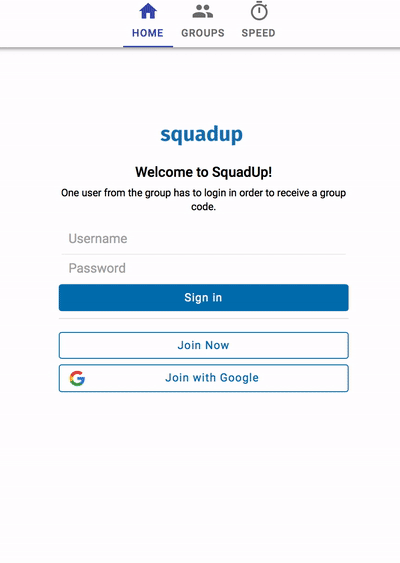 HOME GROUPS SPEED
squadup
Welcome to SquadUp!
One user from the group has to login in order to receive a group
code.
Username
Password
Sign in
Join Now
Join with Google